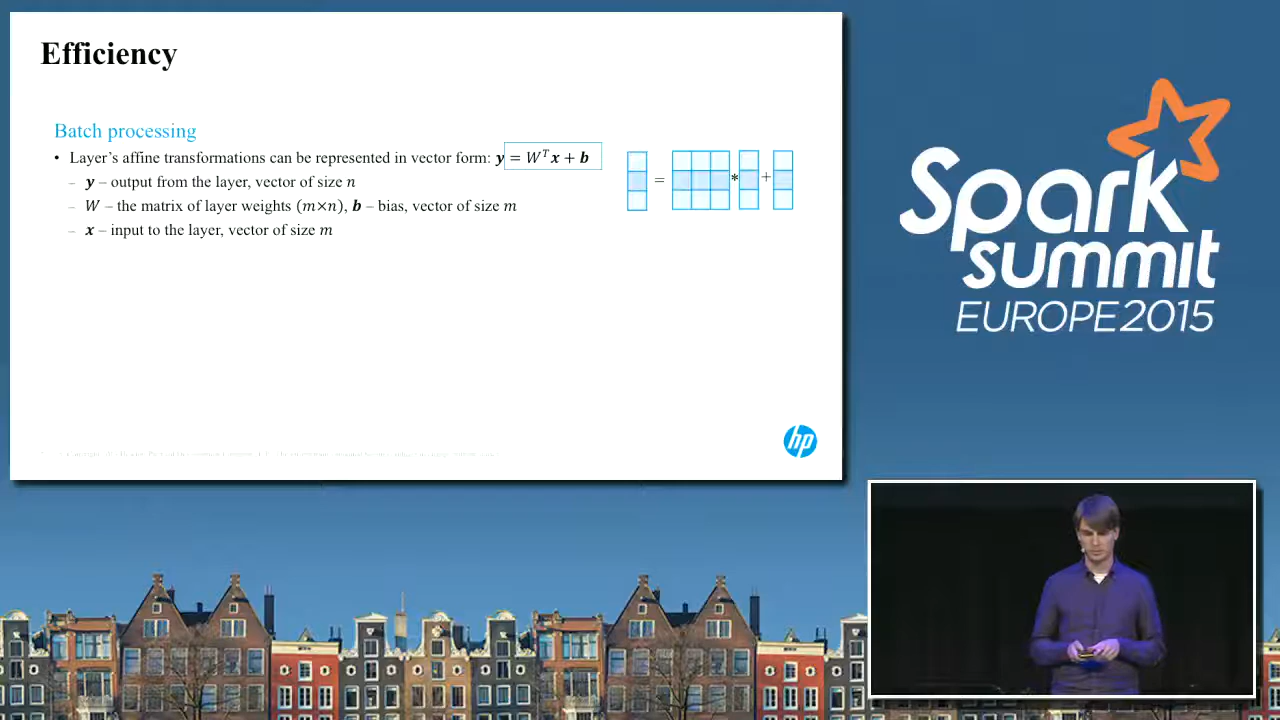 Efficiency
Batch processing
• Layer's affine transformations can be represented in vector form: y = Wᵀx + b
– y – output from the layer, vector of size n
– W – the matrix of layer weights (m×n), b – bias, vector of size m
– x – input to the layer, vector of size m
= * +
hp
Spark
summit
EUROPE 2015